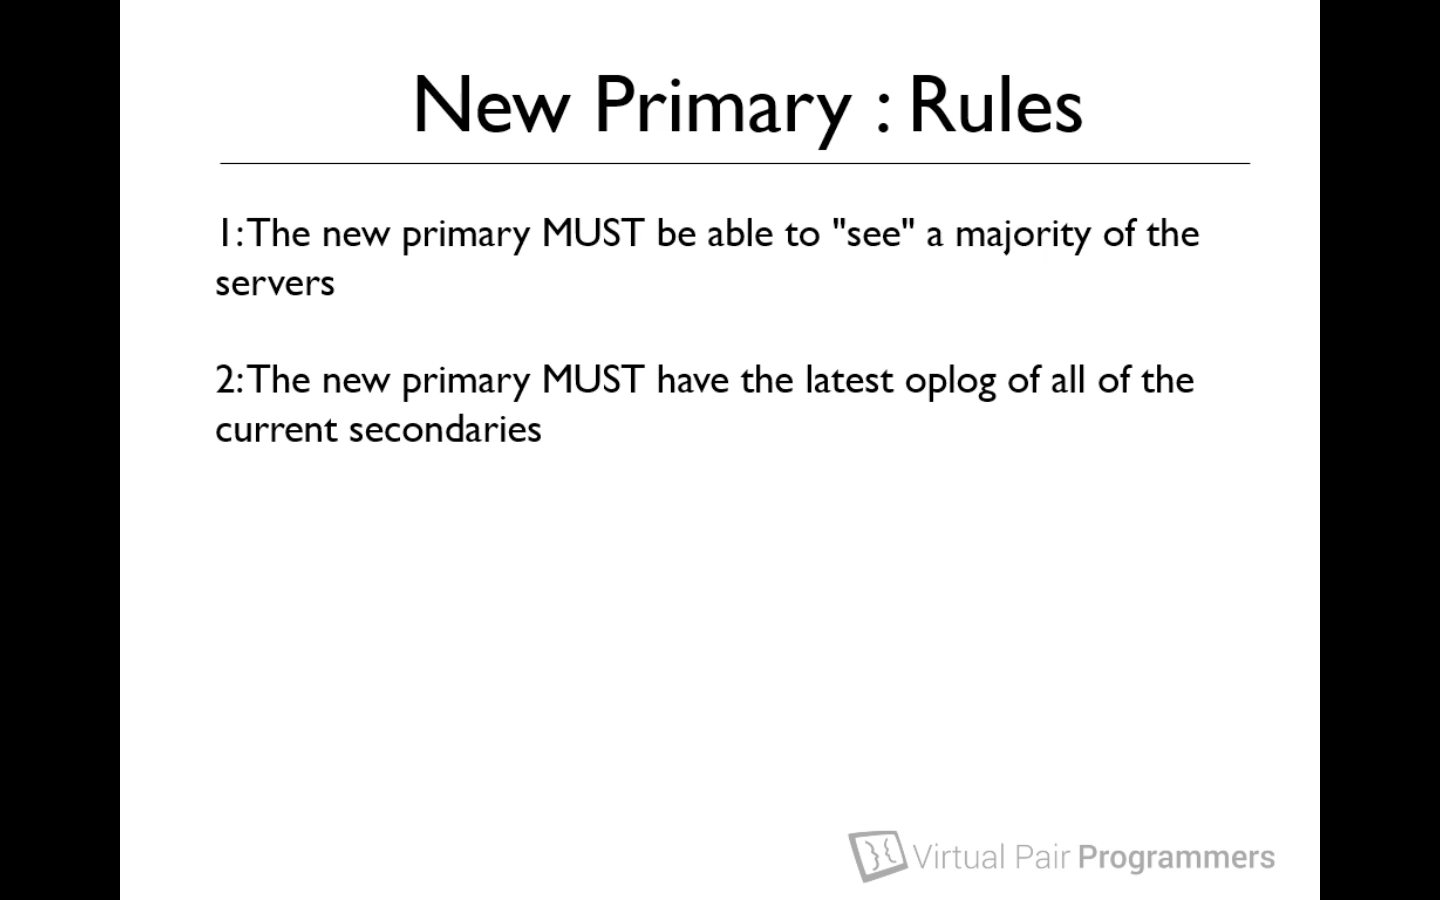 New Primary : Rules
1: The new primary MUST be able to "see" a majority of the
servers
2: The new primary MUST have the latest oplog of all of the
current secondaries
Virtual Pair Programmers